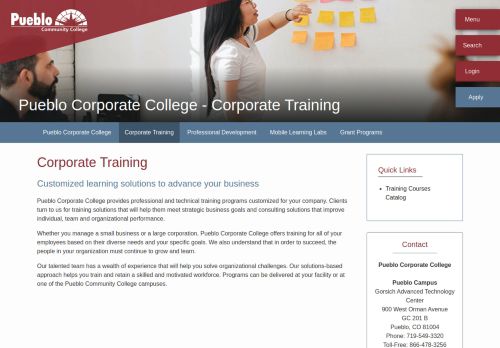 Pueblo
Community College
Menu
Search
Login
Apply
Pueblo Corporate College - Corporate Training
Pueblo Corporate College
Corporate Training
Professional Development
Mobile Learning Labs
Grant Programs
Corporate Training
Customized learning solutions to advance your business
Pueblo Corporate College provides professional and technical training programs customized for your company. Clients
turn to us for training solutions that will help them meet strategic business goals and consulting solutions that improve
individual, team and organizational performance.
Whether you manage a small business or a large corporation, Pueblo Corporate College offers training for all of your
employees based on their diverse needs and your specific goals. We also understand that in order to succeed, the
people in your organization must continue to grow and learn.
Our talented team has a wealth of experience that will help you solve organizational challenges. Our solutions-based
approach helps you train and retain a skilled and motivated workforce. Programs can be delivered at your facility or at
one of the Pueblo Community College campuses.
Quick Links
Training Courses
Catalog
Contact
Pueblo Corporate College
Pueblo Campus
Gorsich Advanced Technology
Center
900 West Orman Avenue
GC 201 B
Pueblo, CO 81004
Phone: 719-549-3320
Toll-Free: 866-478-3256